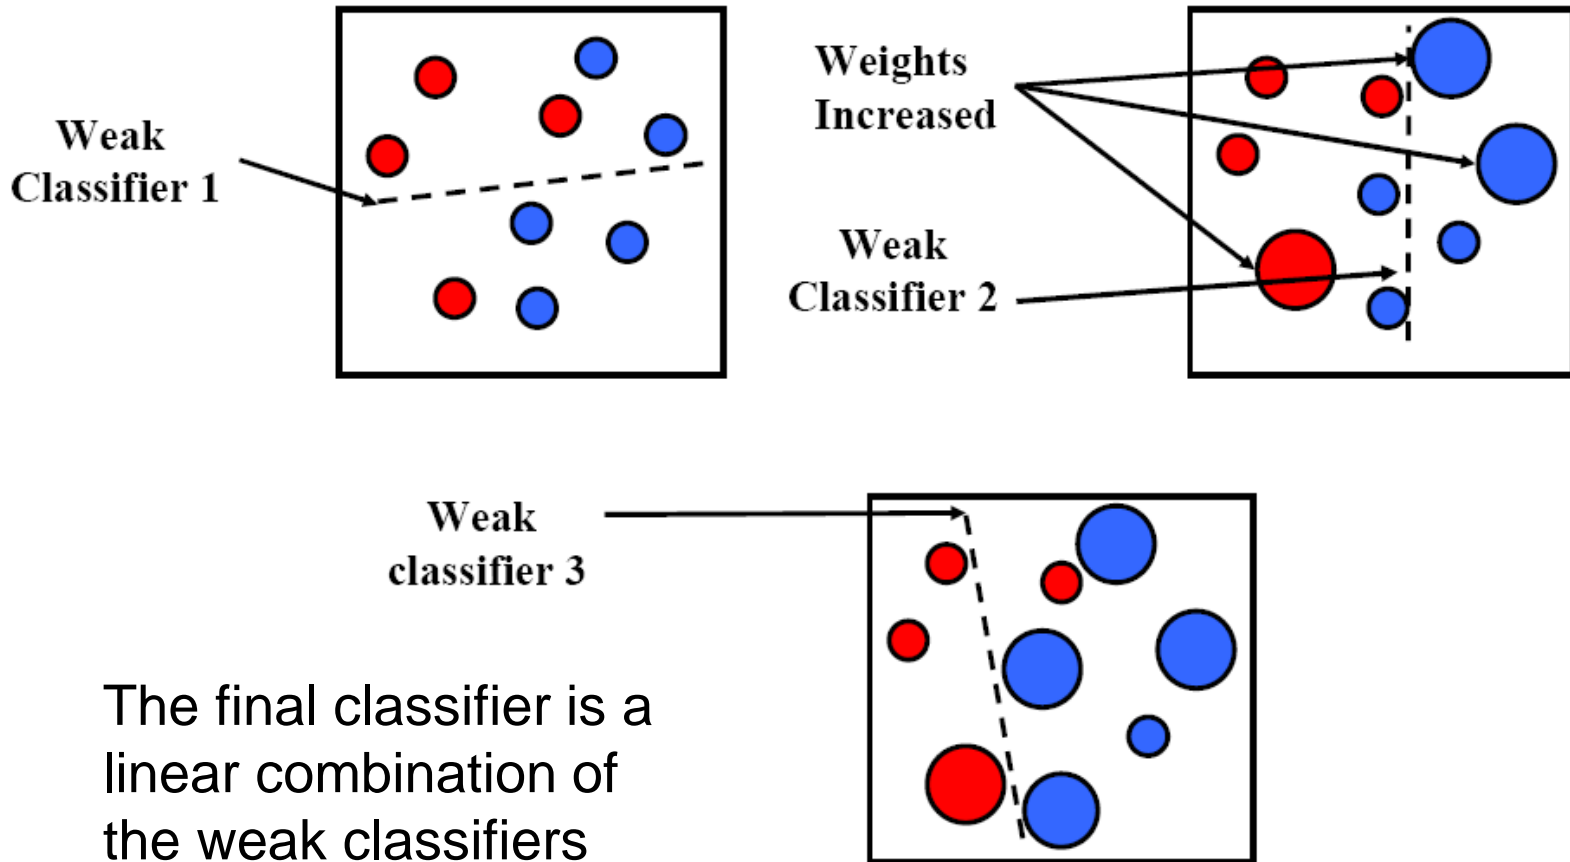 Weak
Classifier 1
Weights
Increased
Weak
Classifier 2
Weak
classifier 3
The final classifier is a
linear combination of
the weak classifiers